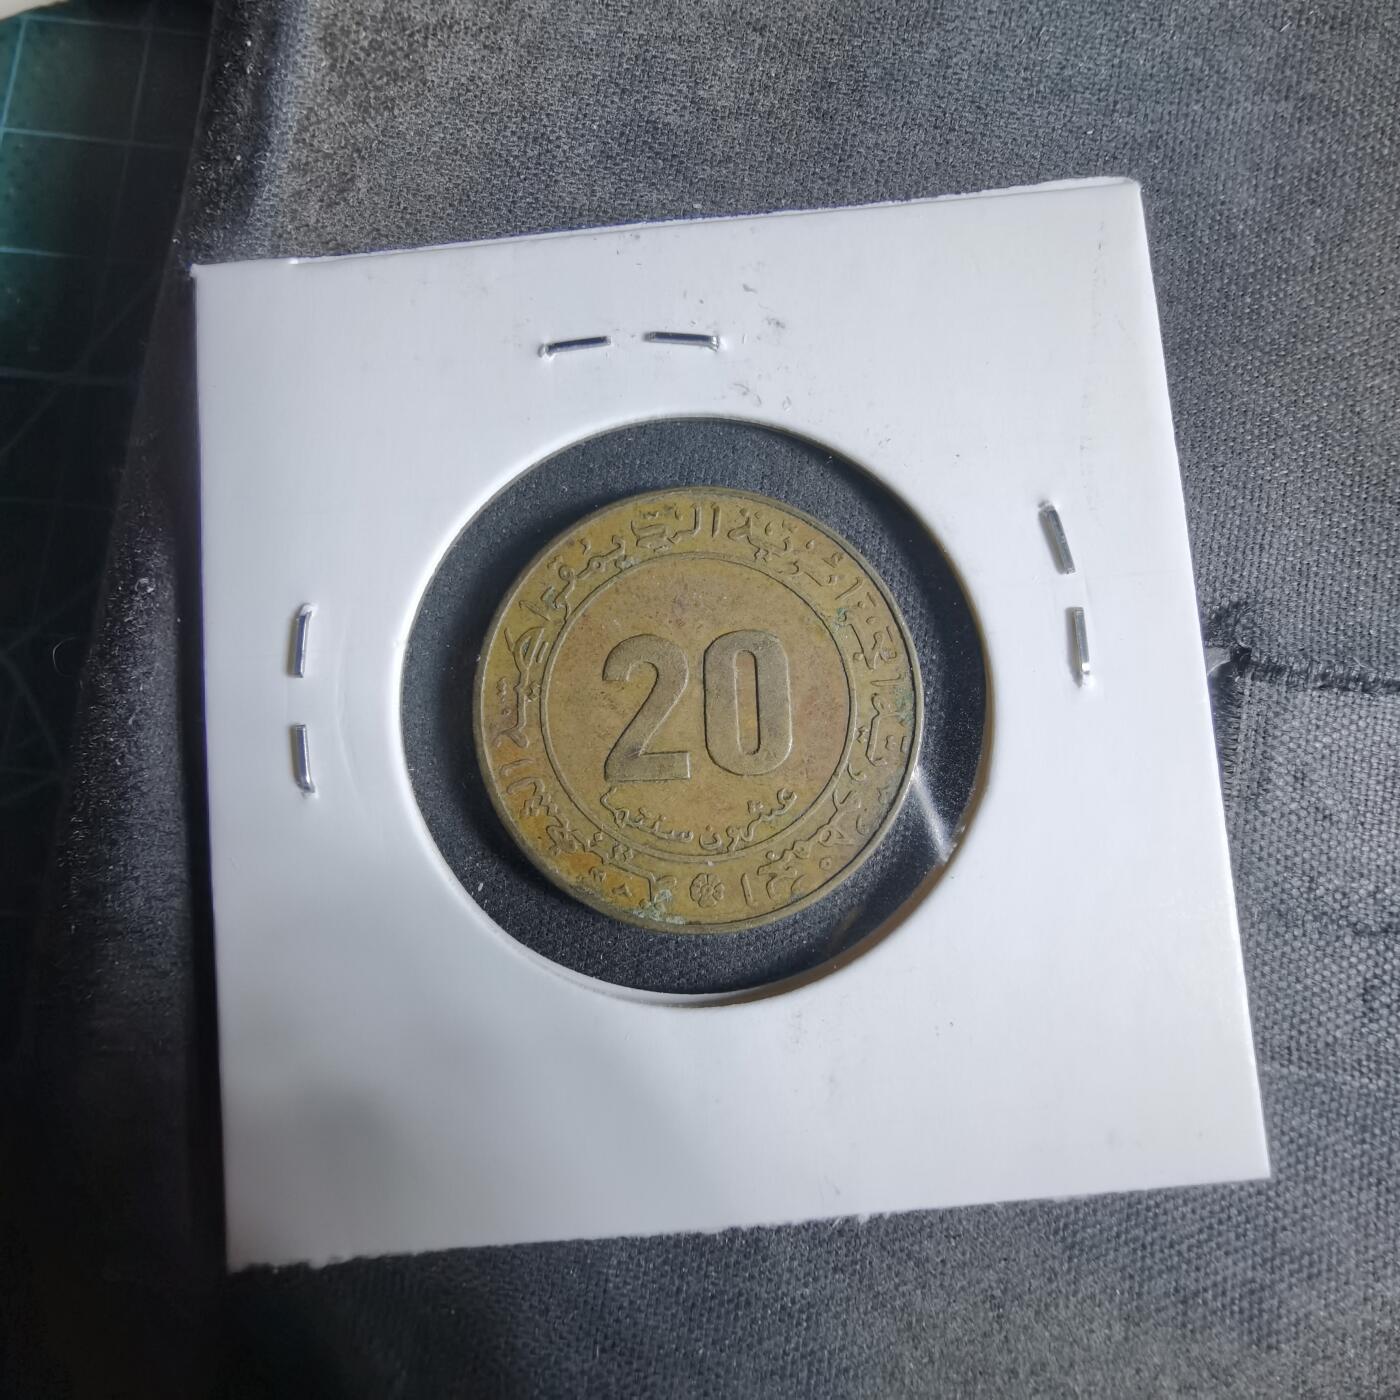 الجمهورية الجزائرية الديمقراطية الشعبية
20
عشرون سنتيما